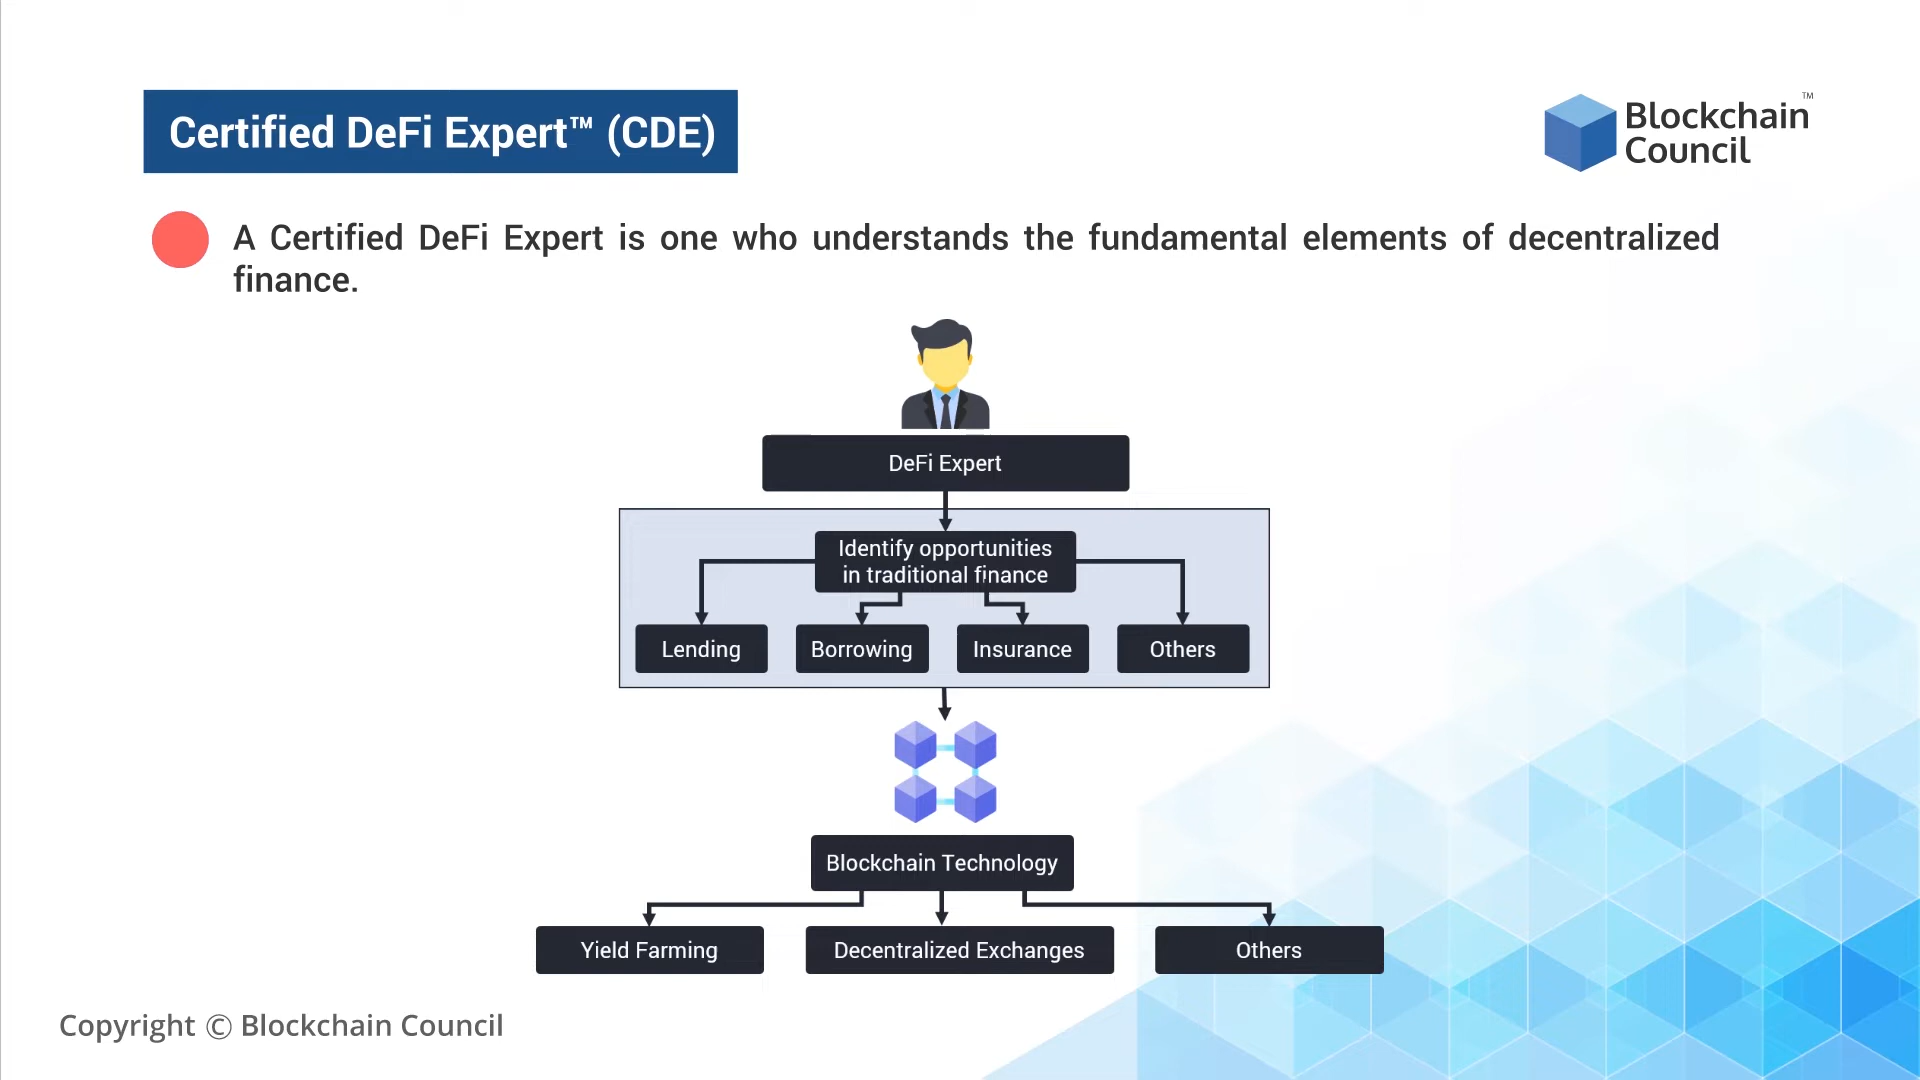 Certified DeFi Expert™ (CDE)
Blockchain™
Council
A Certified DeFi Expert is one who understands the fundamental elements of decentralized
finance.
DeFi Expert
Identify opportunities
in traditional finance
Lending
Borrowing
Insurance
Others
Blockchain Technology
Yield Farming
Decentralized Exchanges
Others
Copyright © Blockchain Council